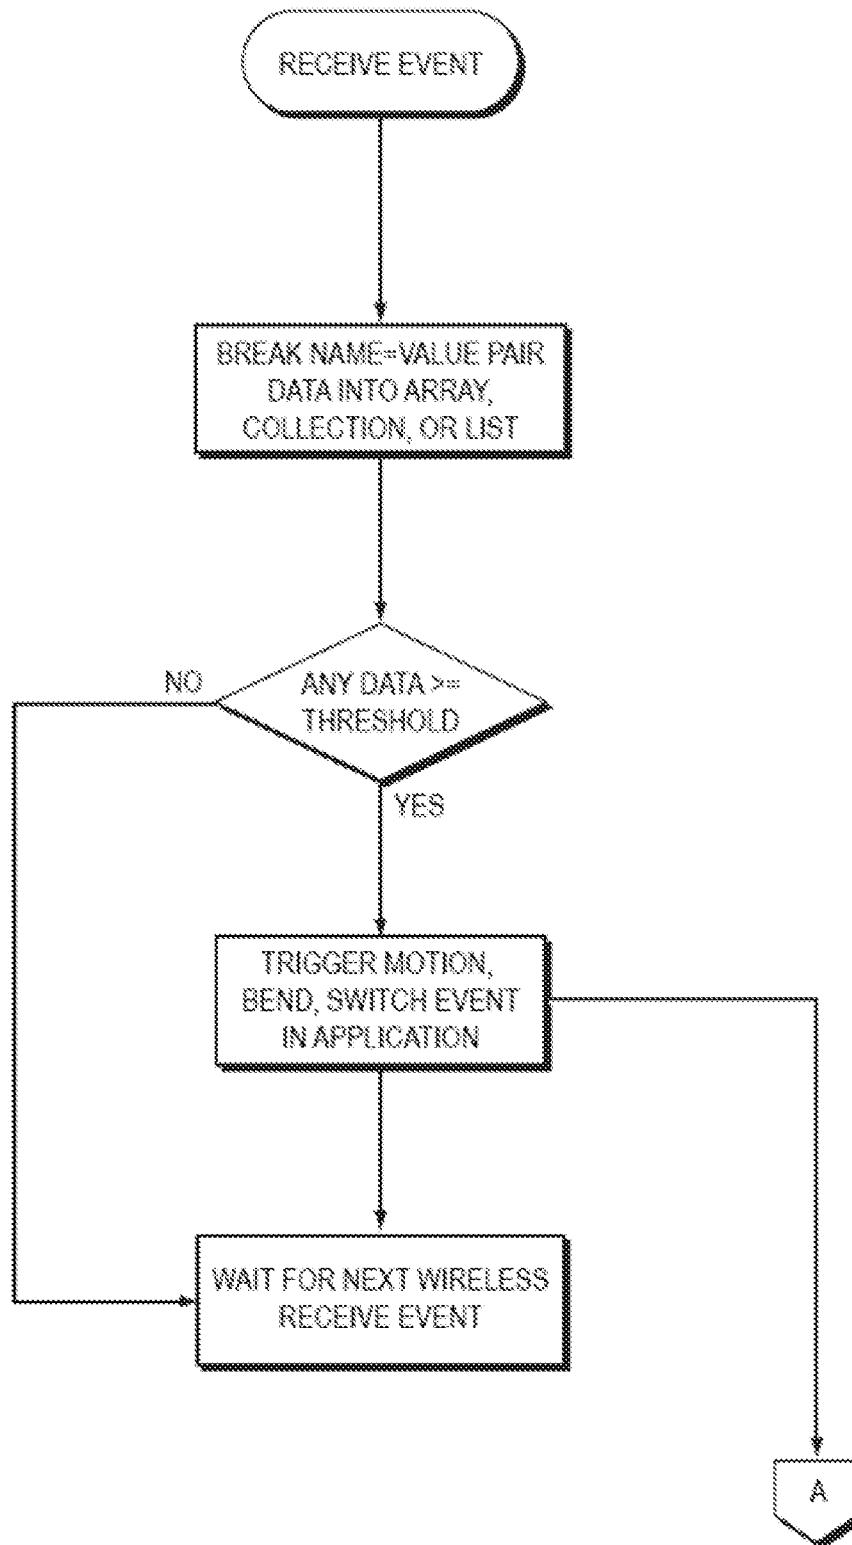 RECEIVE EVENT
BREAK NAME=VALUE PAIR
DATA INTO ARRAY,
COLLECTION, OR LIST
NO
ANY DATA >=
THRESHOLD
YES
TRIGGER MOTION,
BEND, SWITCH EVENT
IN APPLICATION
WAIT FOR NEXT WIRELESS
RECEIVE EVENT
A